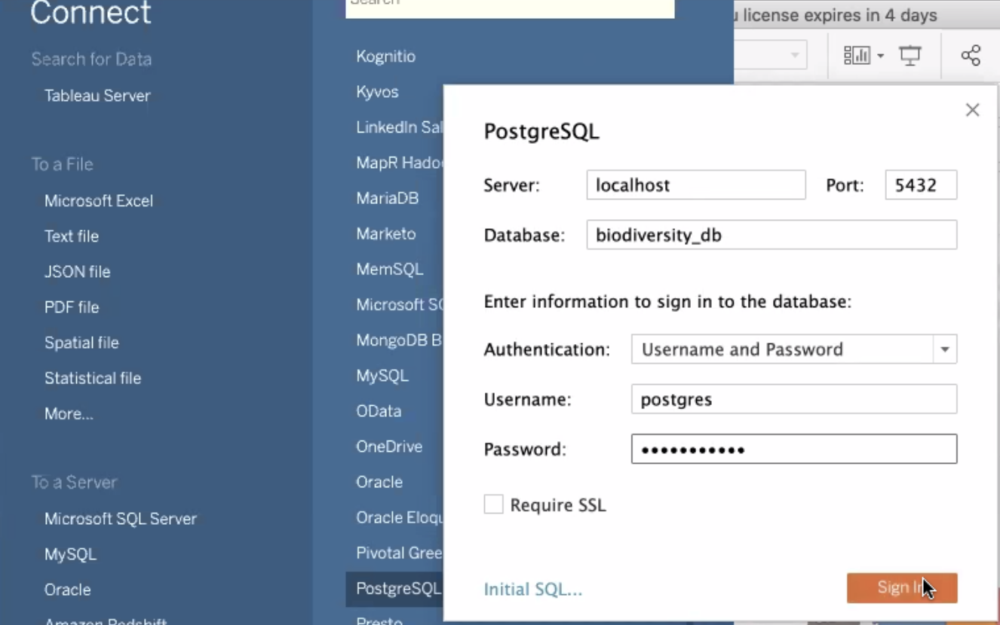 Connect
Search for Data
Tableau Server
To a File
Microsoft Excel
Text file
JSON file
PDF file
Spatial file
Statistical file
More...
To a Server
Microsoft SQL Server
MySQL
Oracle
Amazon Redshift
Search
Kognitio
Kyvos
LinkedIn Sal
MapR Hado
MariaDB
Marketo
MemSQL
Microsoft SQ
MongoDB B
MySQL
OData
OneDrive
Oracle
Oracle Eloqu
Pivotal Gree
PostgreSQL
Presto
license expires in 4 days
PostgreSQL
Server: localhost Port: 5432
Database: biodiversity_db
Enter information to sign in to the database:
Authentication: Username and Password
Username: postgres
Password: •••••••••••
Require SSL
Initial SQL... Sign In